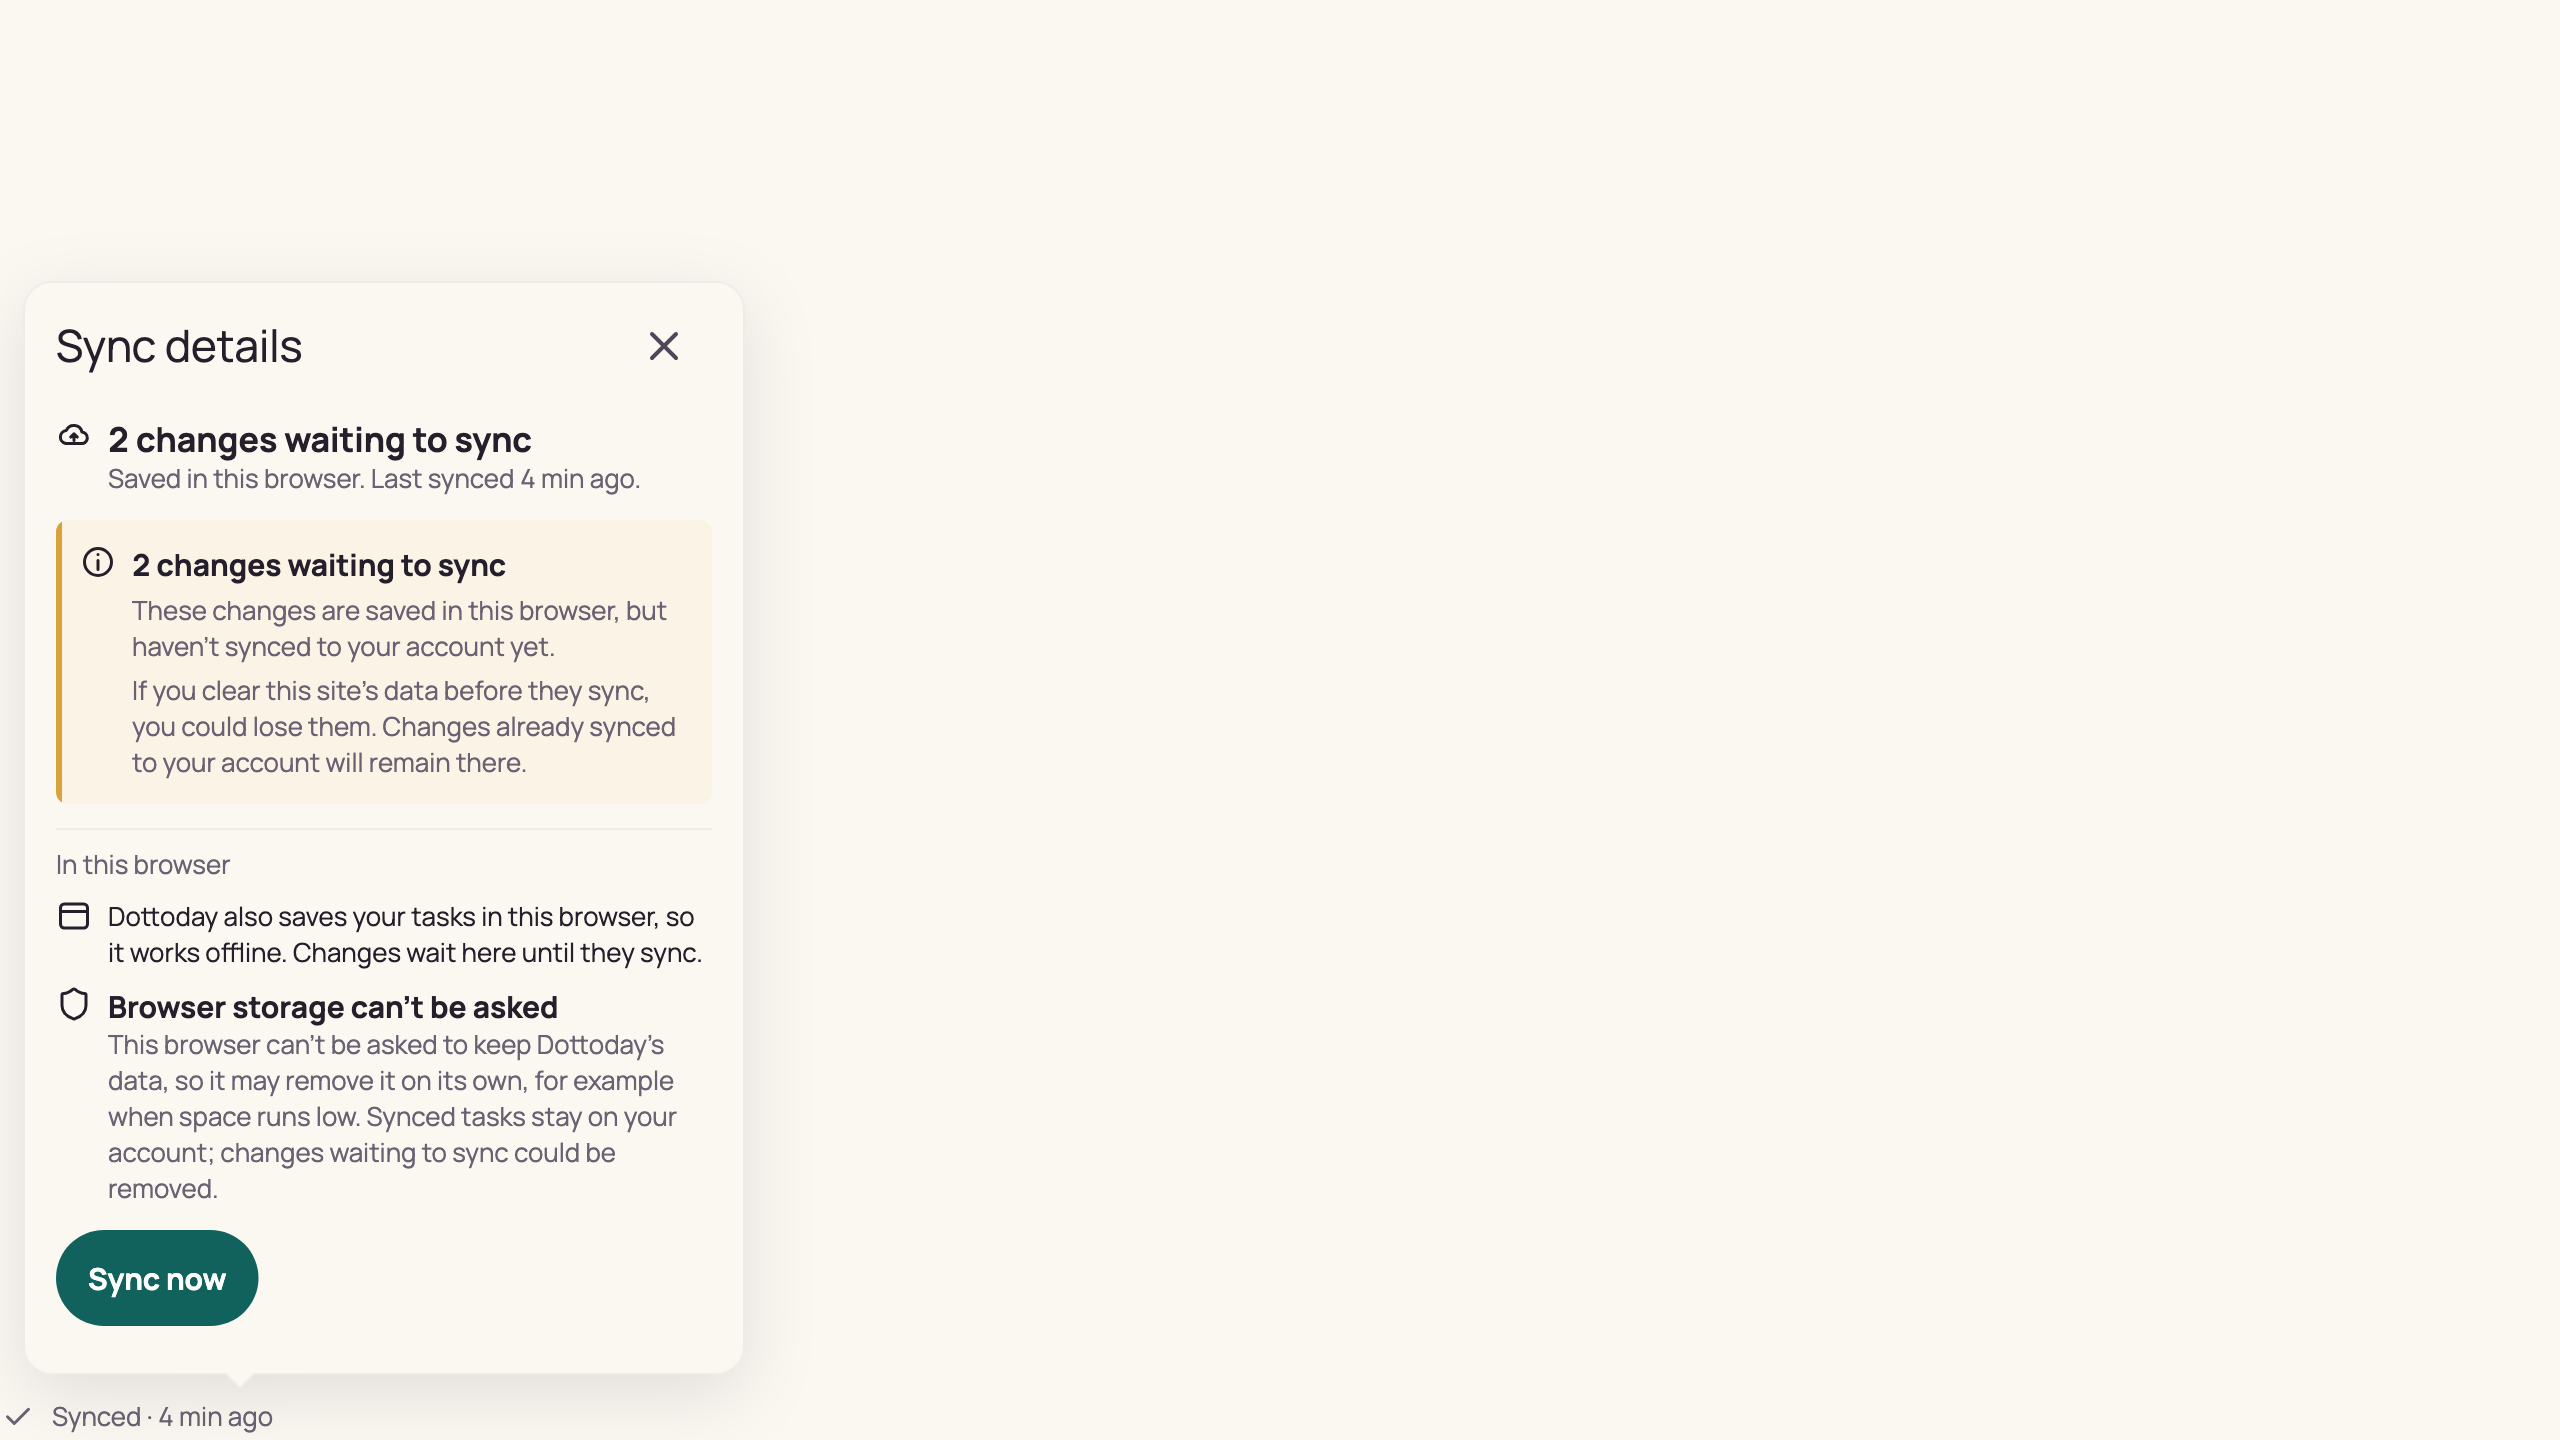 Sync details
2 changes waiting to sync
Saved in this browser. Last synced 4 min ago.
2 changes waiting to sync
These changes are saved in this browser, but
haven’t synced to your account yet.
If you clear this site’s data before they sync,
you could lose them. Changes already synced
to your account will remain there.
In this browser
Dottoday also saves your tasks in this browser, so
it works offline. Changes wait here until they sync.
Browser storage can’t be asked
This browser can’t be asked to keep Dottoday’s
data, so it may remove it on its own, for example
when space runs low. Synced tasks stay on your
account; changes waiting to sync could be
removed.
Sync now
Synced · 4 min ago